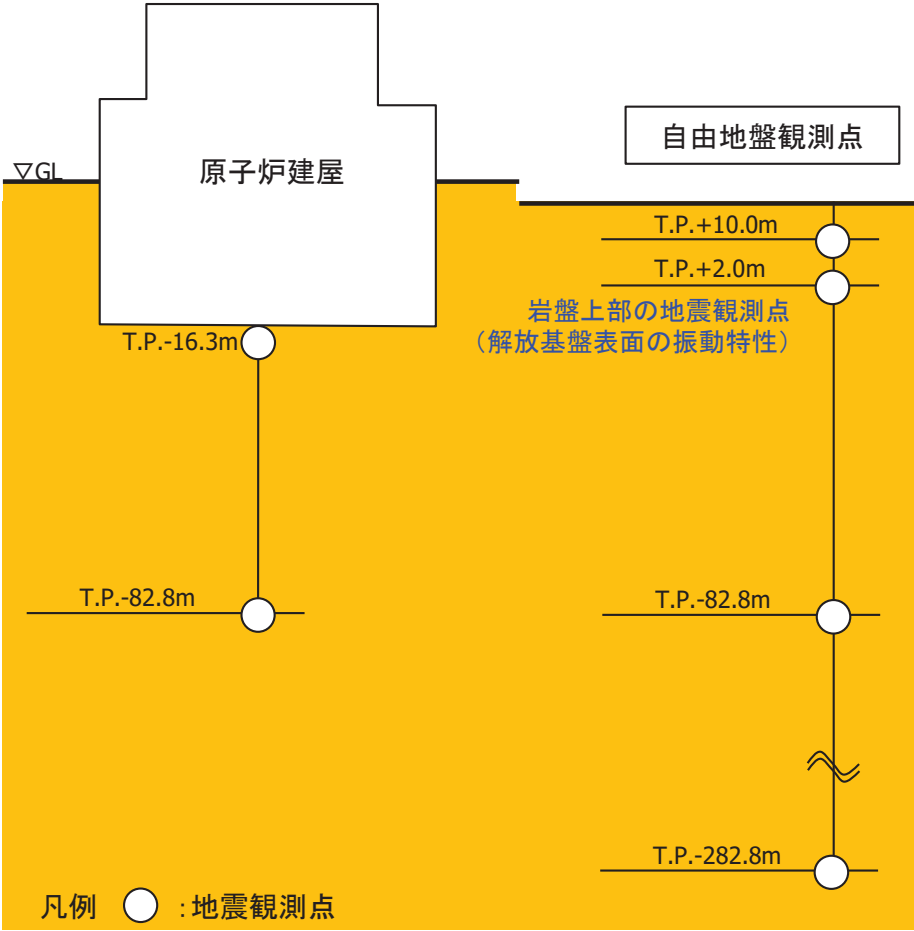 自由地盤観測点
原子炉建屋
▽GL
T.P.+10.0m
T.P.+2.0m
岩盤上部の地震観測点
（解放基盤表面の振動特性）
T.P.-16.3m
T.P.-82.8m
T.P.-82.8m
T.P.-282.8m
凡例 ○ : 地震観測点